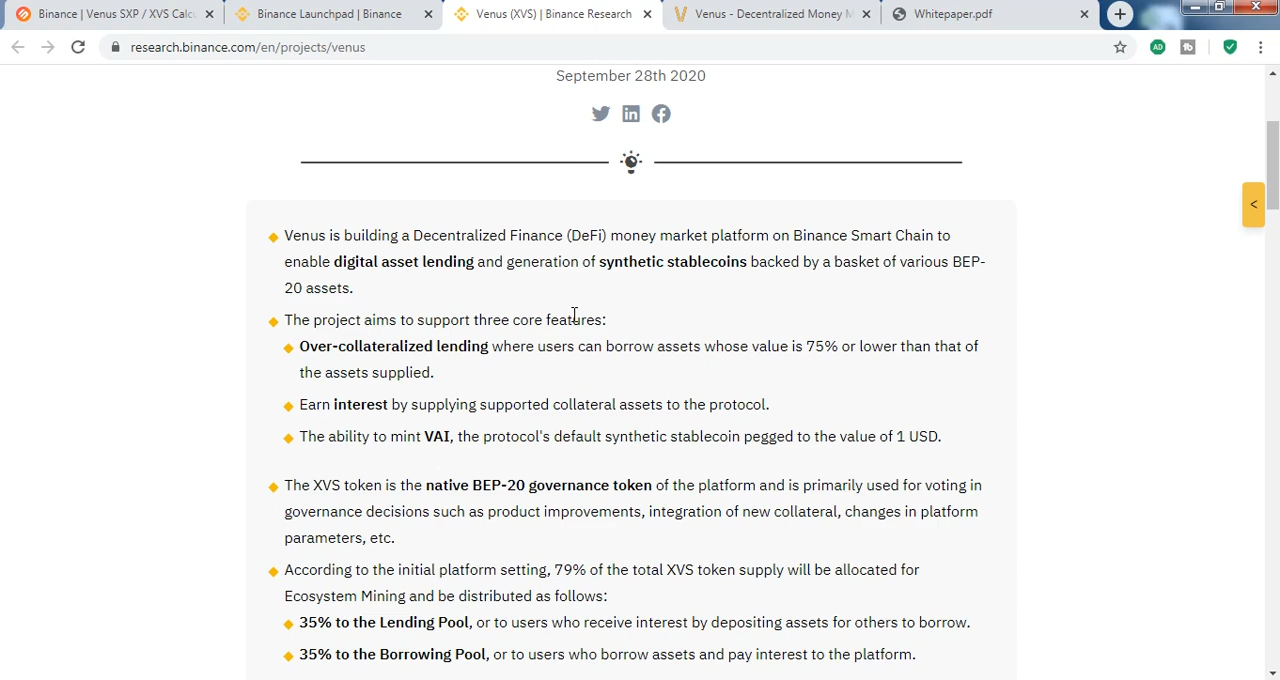 Binance | Venus SXP / XVS Calc
Binance Launchpad | Binance
Venus (XVS) | Binance Research
Venus - Decentralized Money M
Whitepaper.pdf
research.binance.com/en/projects/venus
September 28th 2020
Venus is building a Decentralized Finance (DeFi) money market platform on Binance Smart Chain to
enable digital asset lending and generation of synthetic stablecoins backed by a basket of various BEP-
20 assets.
The project aims to support three core features:
Over-collateralized lending where users can borrow assets whose value is 75% or lower than that of
the assets supplied.
Earn interest by supplying supported collateral assets to the protocol.
The ability to mint VAI, the protocol's default synthetic stablecoin pegged to the value of 1 USD.
The XVS token is the native BEP-20 governance token of the platform and is primarily used for voting in
governance decisions such as product improvements, integration of new collateral, changes in platform
parameters, etc.
According to the initial platform setting, 79% of the total XVS token supply will be allocated for
Ecosystem Mining and be distributed as follows:
35% to the Lending Pool, or to users who receive interest by depositing assets for others to borrow.
35% to the Borrowing Pool, or to users who borrow assets and pay interest to the platform.